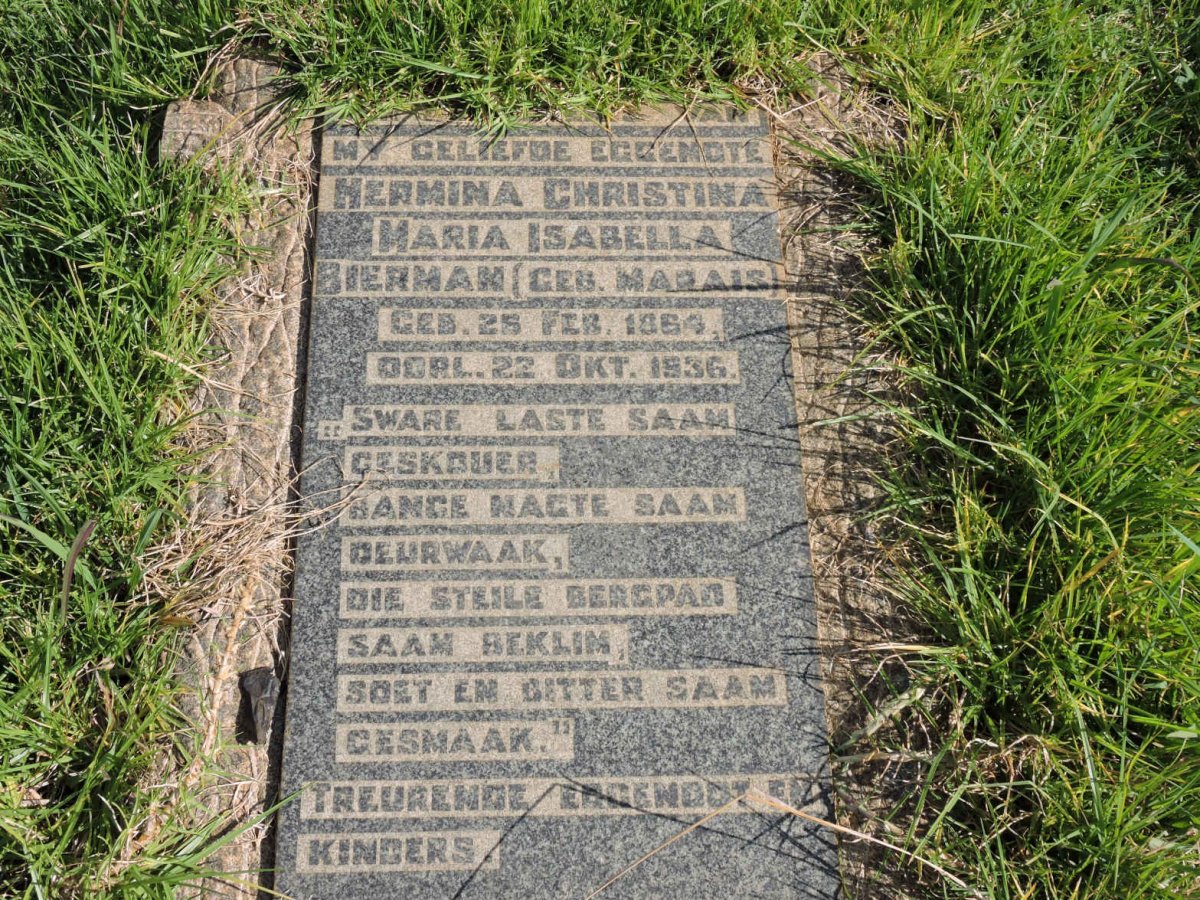 MY GELIEFDE EGGENOTE
HERMINA CHRISTINA
MARIA ISABELLA
BIERMAN (GEB. MARAIS)
GEB. 25 FEB. 1864,
OORL. 22 OKT. 1936.
„SWARE LASTE SAAM
GESKOUER,
BANGE NAGTE SAAM
DEURWAAK,
DIE STEILE BERGPAD
SAAM BEKLIM,
SOET EN BITTER SAAM
GESMAAK."
TREURENDE EGGENOOT EN
KINDERS.